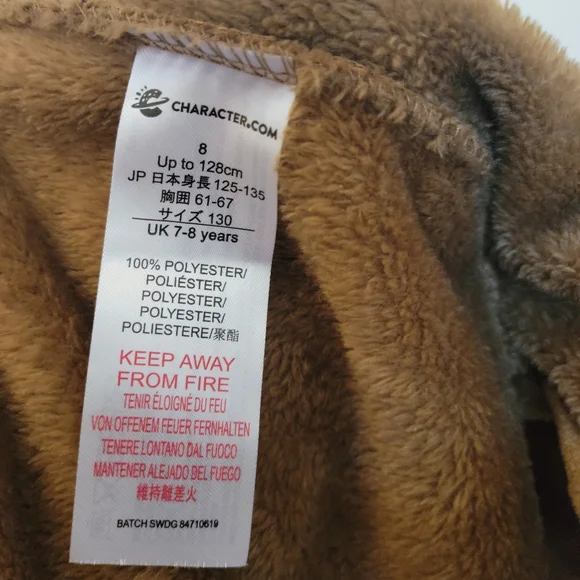 CHARACTER.COM
8
Up to 128cm
JP 日本身長 125-135
胸囲 61-67
サイズ 130
UK 7-8 years
100% POLYESTER/
POLIÉSTER/
POLYESTER/
POLYESTER/
POLIESTERE/聚酯
KEEP AWAY
FROM FIRE
TENIR ÉLOIGNÉ DU FEU
VON OFFENEM FEUER FERNHALTEN
TENERE LONTANO DAL FUOCO
MANTENER ALEJADO DEL FUEGO
維持離差火
BATCH SWDG 84710619